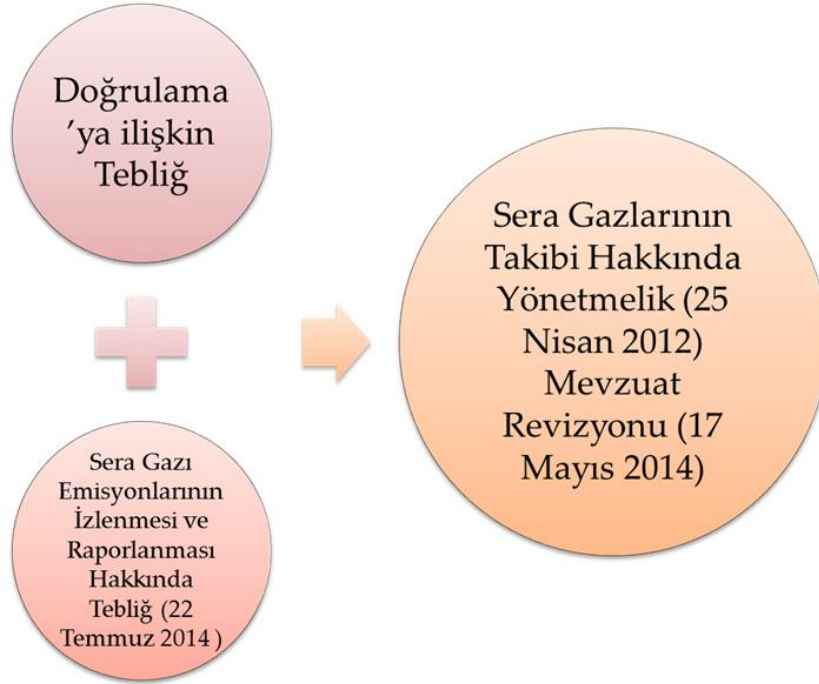 Doğrulama
’ya ilişkin
Tebliğ
Sera Gazı
Emisyonlarının
İzlenmesi ve
Raporlanması
Hakkında
Tebliğ (22
Temmuz 2014 )
Sera Gazlarının
Takibi Hakkında
Yönetmelik (25
Nisan 2012)
Mevzuat
Revizyonu (17
Mayıs 2014)